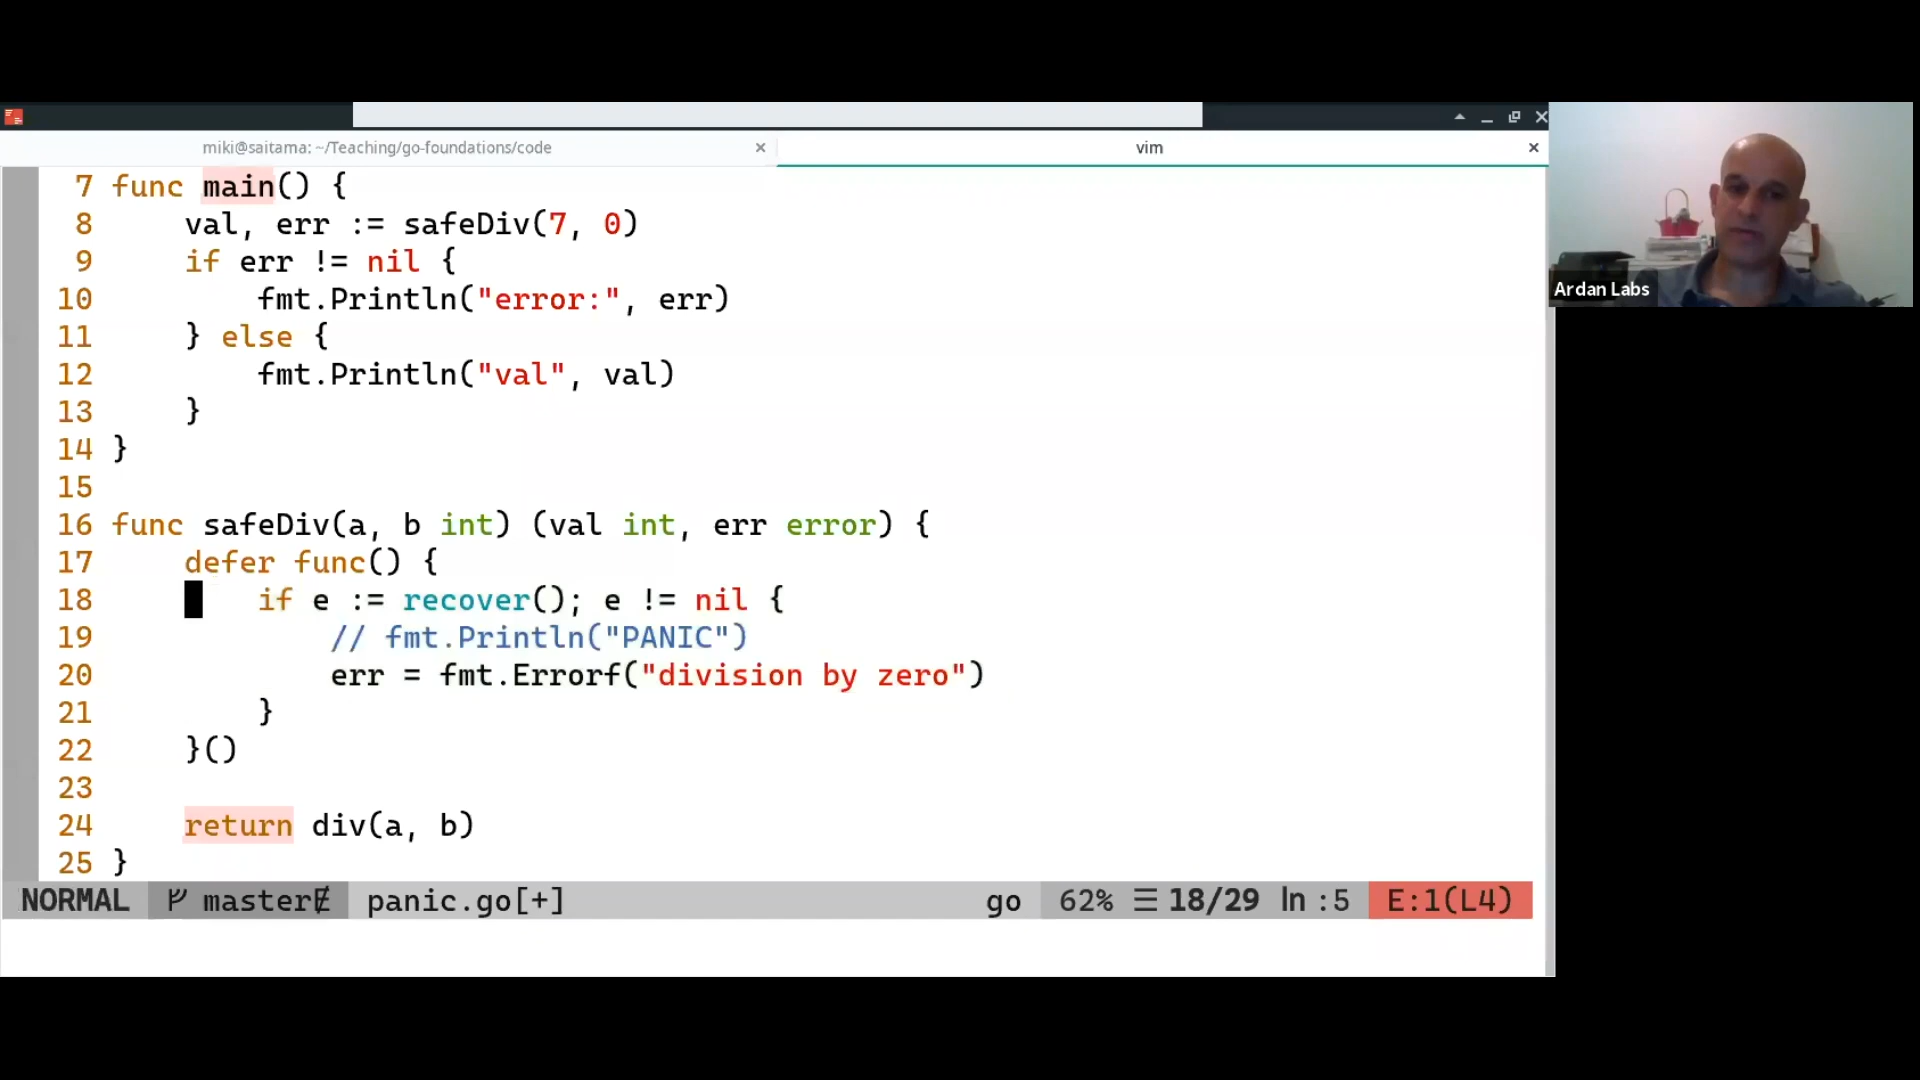 miki@saitama: ~/Teaching/go-foundations/code
vim
7 func main() {
8     val, err := safeDiv(7, 0)
9     if err != nil {
10         fmt.Println("error:", err)
11     } else {
12         fmt.Println("val", val)
13     }
14 }
15
16 func safeDiv(a, b int) (val int, err error) {
17     defer func() {
18         if e := recover(); e != nil {
19             // fmt.Println("PANIC")
20             err = fmt.Errorf("division by zero")
21         }
22     }()
23
24     return div(a, b)
25 }
NORMAL master panic.go[+] go 62% ☰ 18/29 ln :5 E:1(L4)
Ardan Labs